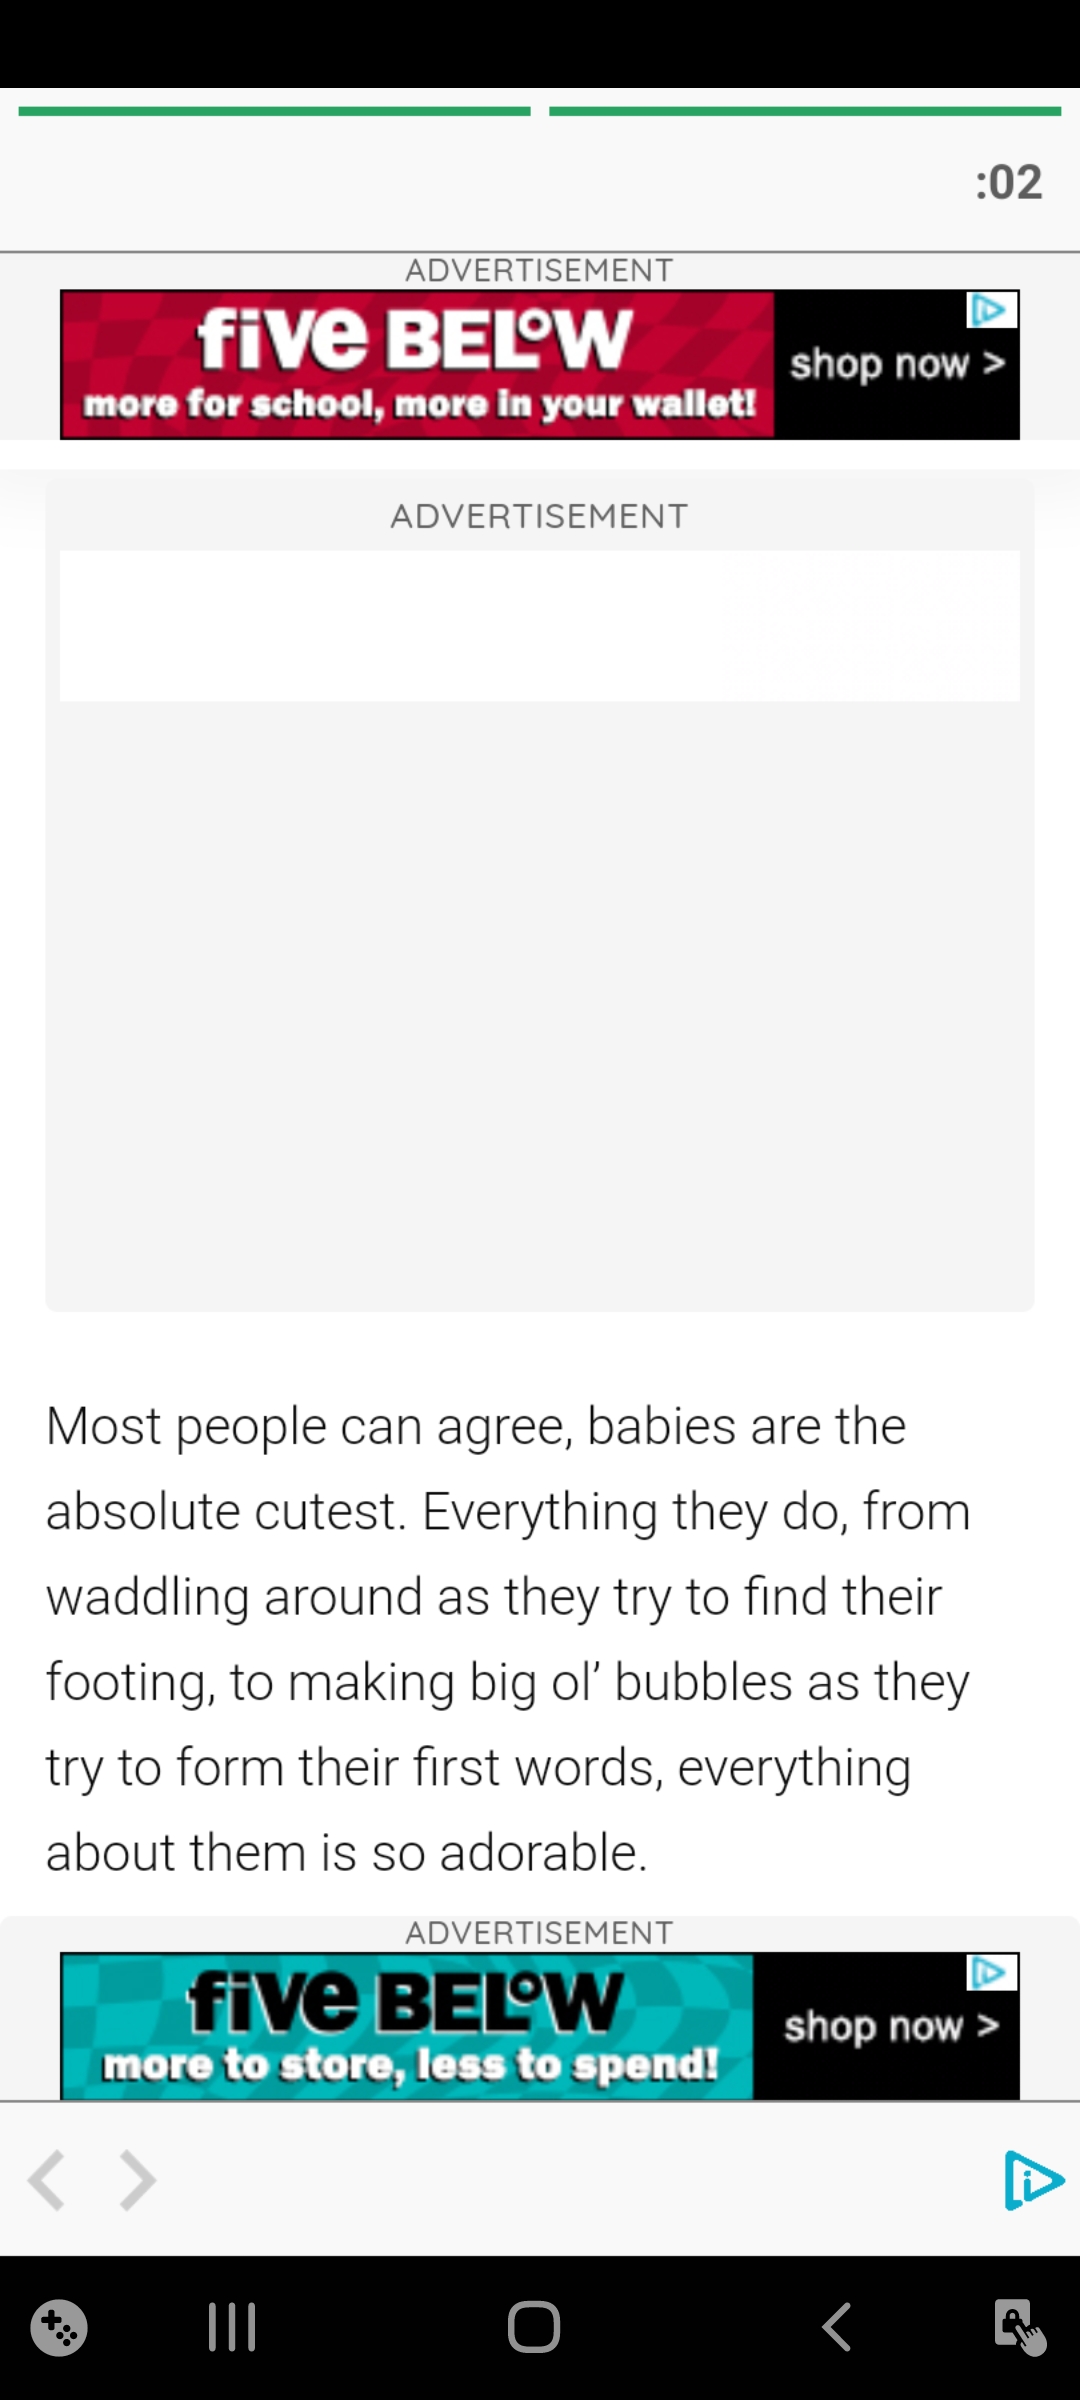 :02
ADVERTISEMENT
fiVe BELOW
more for school, more in your wallet!
shop now >
ADVERTISEMENT
Most people can agree, babies are the
absolute cutest. Everything they do, from
waddling around as they try to find their
footing, to making big ol’ bubbles as they
try to form their first words, everything
about them is so adorable.
ADVERTISEMENT
fiVe BELOW
more to store, less to spend!
shop now >